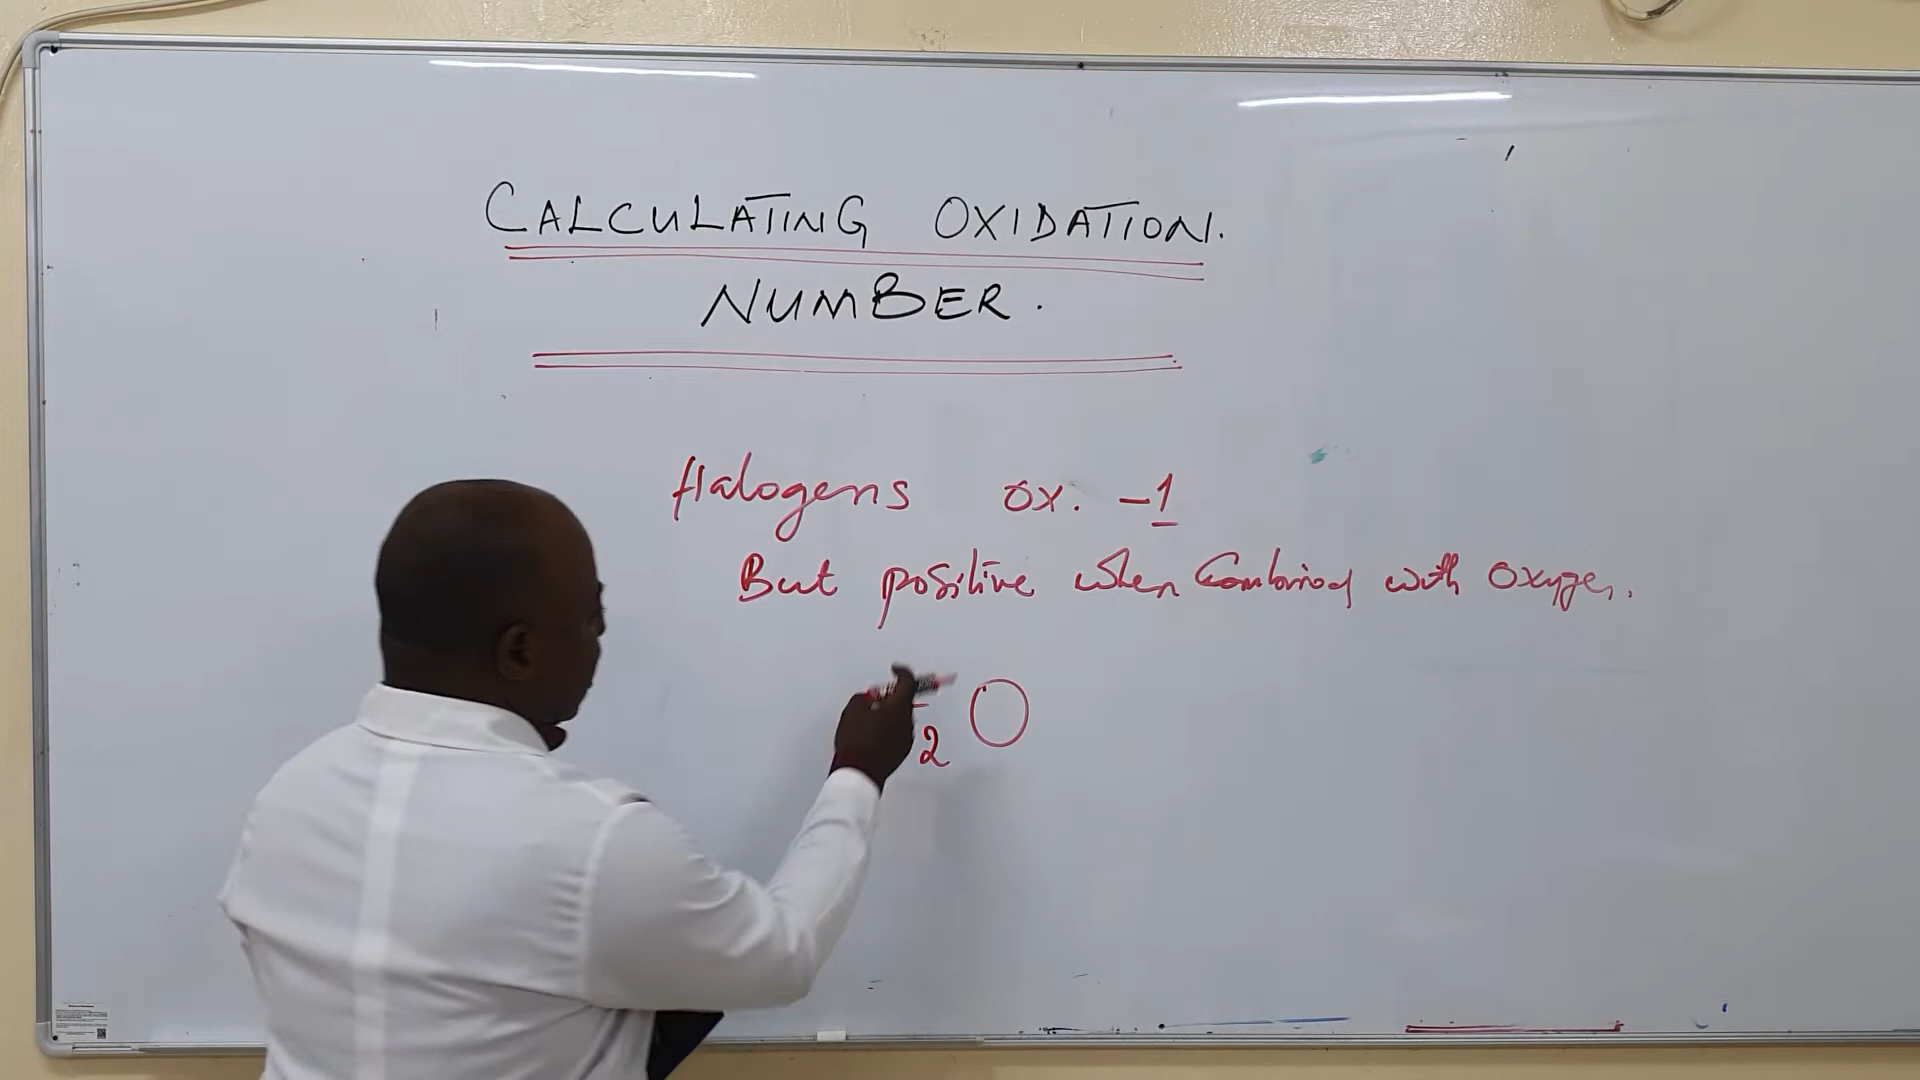 CALCULATING OXIDATION.
NUMBER.
Halogens ox. -1
But positive when Combined with Oxygen.
2 O